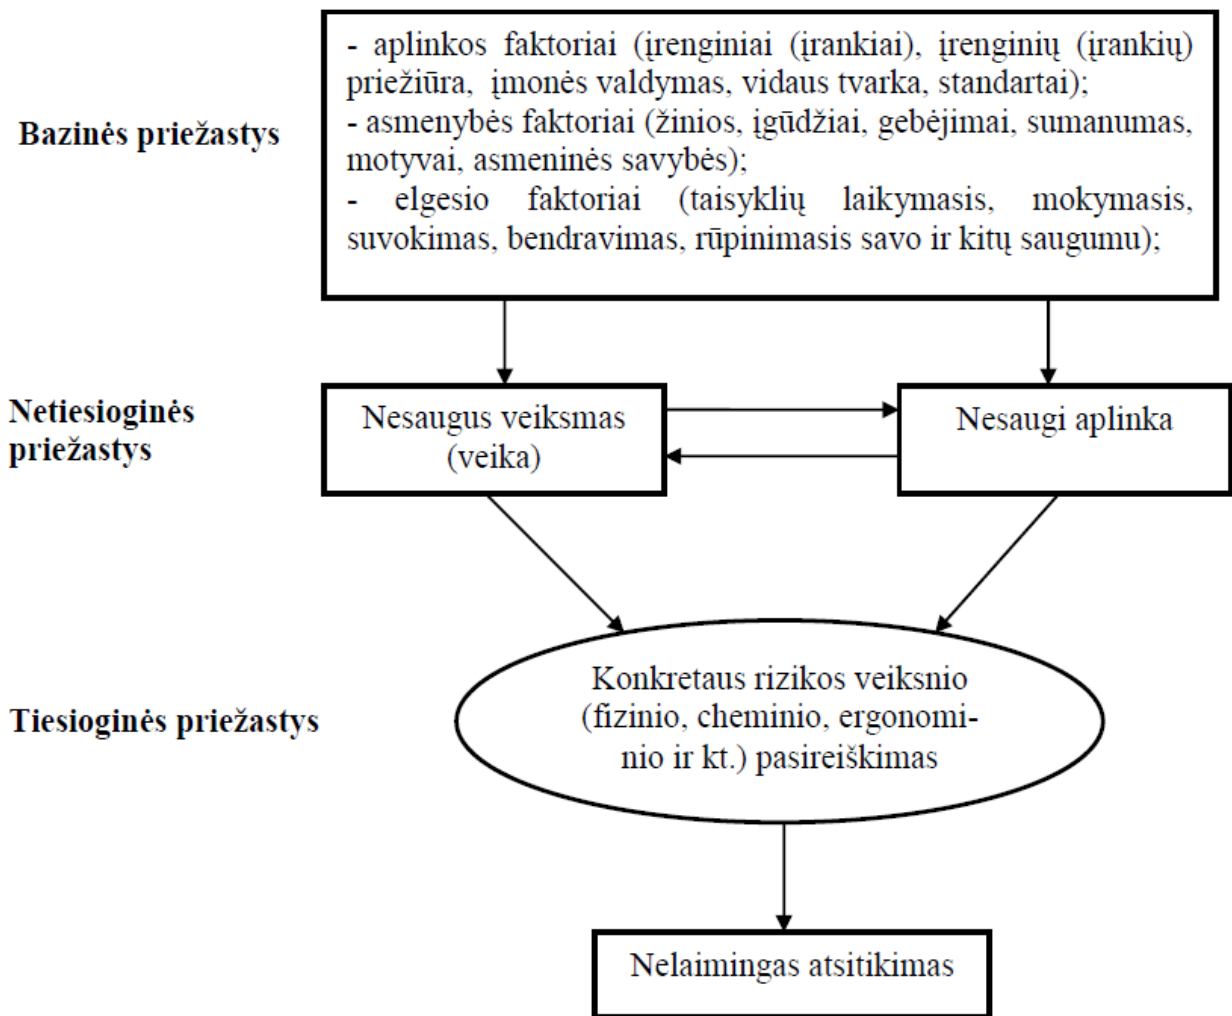 - aplinkos faktoriai (įrenginiai (įrankiai), įrenginių (įrankių)
priežiūra, įmonės valdymas, vidaus tvarka, standartai);
- asmenybės faktoriai (žinios, įgūdžiai, gebėjimai, sumanumas,
motyvai, asmeninės savybės);
- elgesio faktoriai (taisyklių laikymasis, mokymasis,
suvokimas, bendravimas, rūpinimasis savo ir kitų saugumu);
Bazinės priežastys
Netiesioginės
priežastys
Nesaugus veiksmas
(veika)
Nesaugi aplinka
Tiesioginės priežastys
Konkretaus rizikos veiksnio
(fizinio, cheminio, ergonomi-
nio ir kt.) pasireiškimas
Nelaimingas atsitikimas